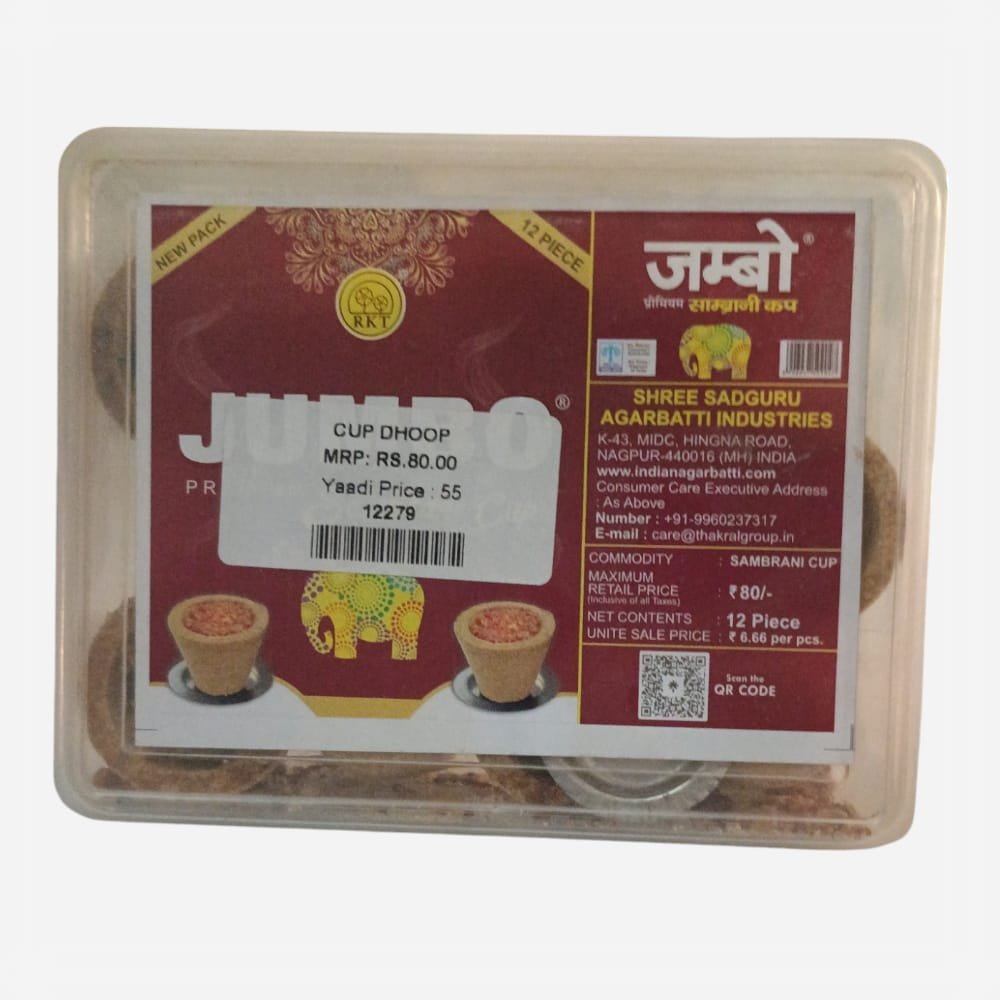 NEW PACK
12 PIECE
RKT
JUMBO®
PR
CUP DHOOP
MRP: RS.80.00
Yaadi Price : 55
12279
जम्बो®
प्रीमियम साम्ब्रानी कप
SHREE SADGURU
AGARBATTI INDUSTRIES
K-43, MIDC, HINGNA ROAD,
NAGPUR-440016 (MH) INDIA
www.indianagarbatti.com
Consumer Care Executive Address
: As Above
Number : +91-9960237317
E-mail : care@thakralgroup.in
COMMODITY : SAMBRANI CUP
MAXIMUM
RETAIL PRICE : ₹80/-
(Inclusive of all Taxes)
NET CONTENTS : 12 Piece
UNITE SALE PRICE : ₹ 6.66 per pcs.
Scan the
QR CODE